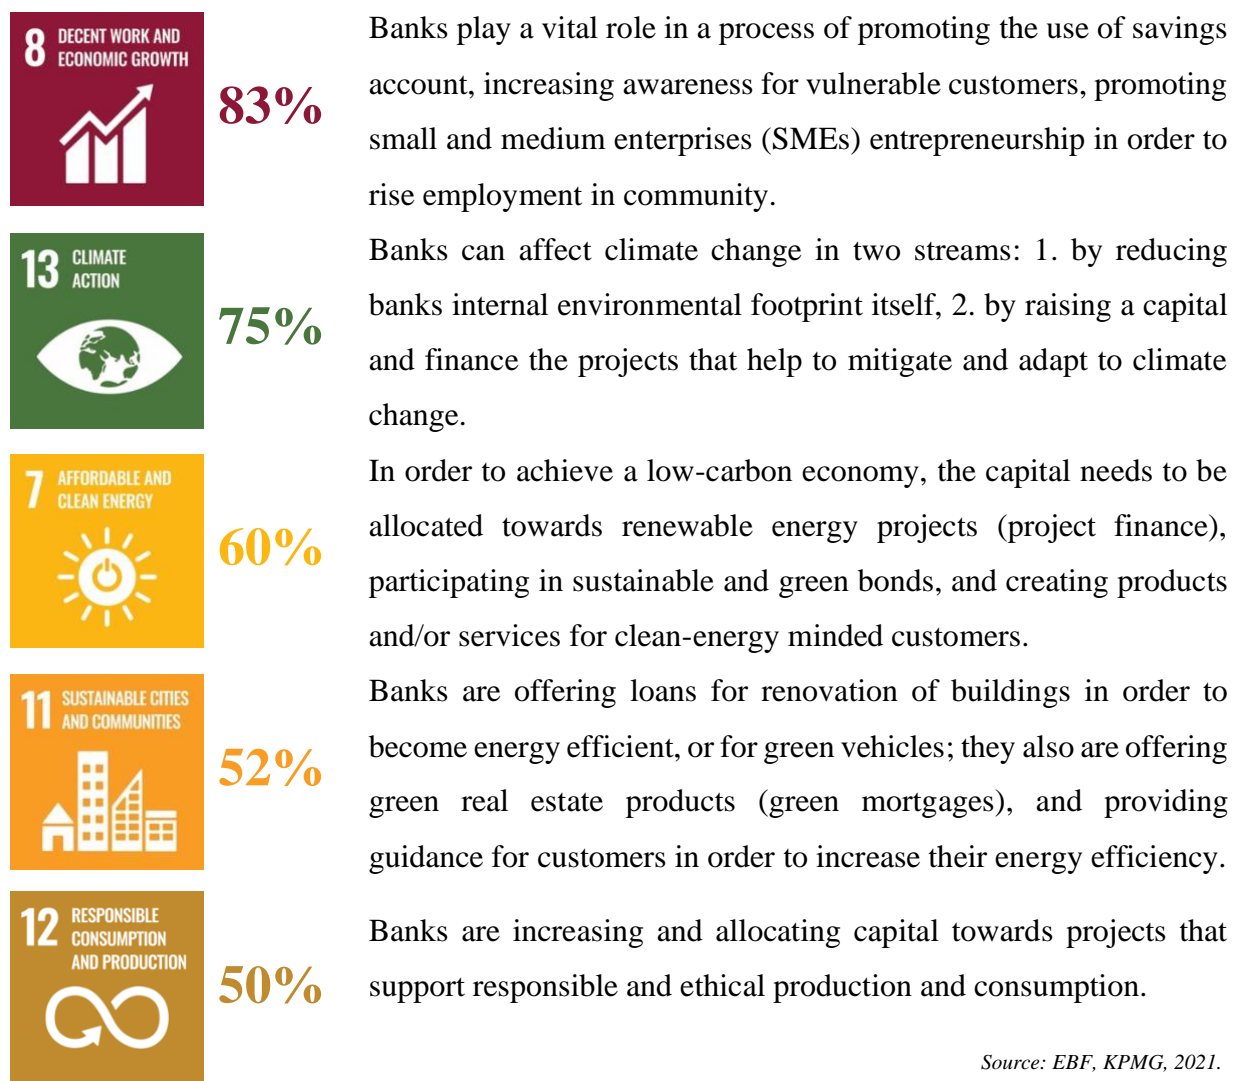 8 DECENT WORK AND
ECONOMIC GROWTH
83%
Banks play a vital role in a process of promoting the use of savings
account, increasing awareness for vulnerable customers, promoting
small and medium enterprises (SMEs) entrepreneurship in order to
rise employment in community.
13 CLIMATE
ACTION
75%
Banks can affect climate change in two streams: 1. by reducing
banks internal environmental footprint itself, 2. by raising a capital
and finance the projects that help to mitigate and adapt to climate
change.
7 AFFORDABLE AND
CLEAN ENERGY
60%
In order to achieve a low-carbon economy, the capital needs to be
allocated towards renewable energy projects (project finance),
participating in sustainable and green bonds, and creating products
and/or services for clean-energy minded customers.
11 SUSTAINABLE CITIES
AND COMMUNITIES
52%
Banks are offering loans for renovation of buildings in order to
become energy efficient, or for green vehicles; they also are offering
green real estate products (green mortgages), and providing
guidance for customers in order to increase their energy efficiency.
12 RESPONSIBLE
CONSUMPTION
AND PRODUCTION
50%
Banks are increasing and allocating capital towards projects that
support responsible and ethical production and consumption.
Source: EBF, KPMG, 2021.